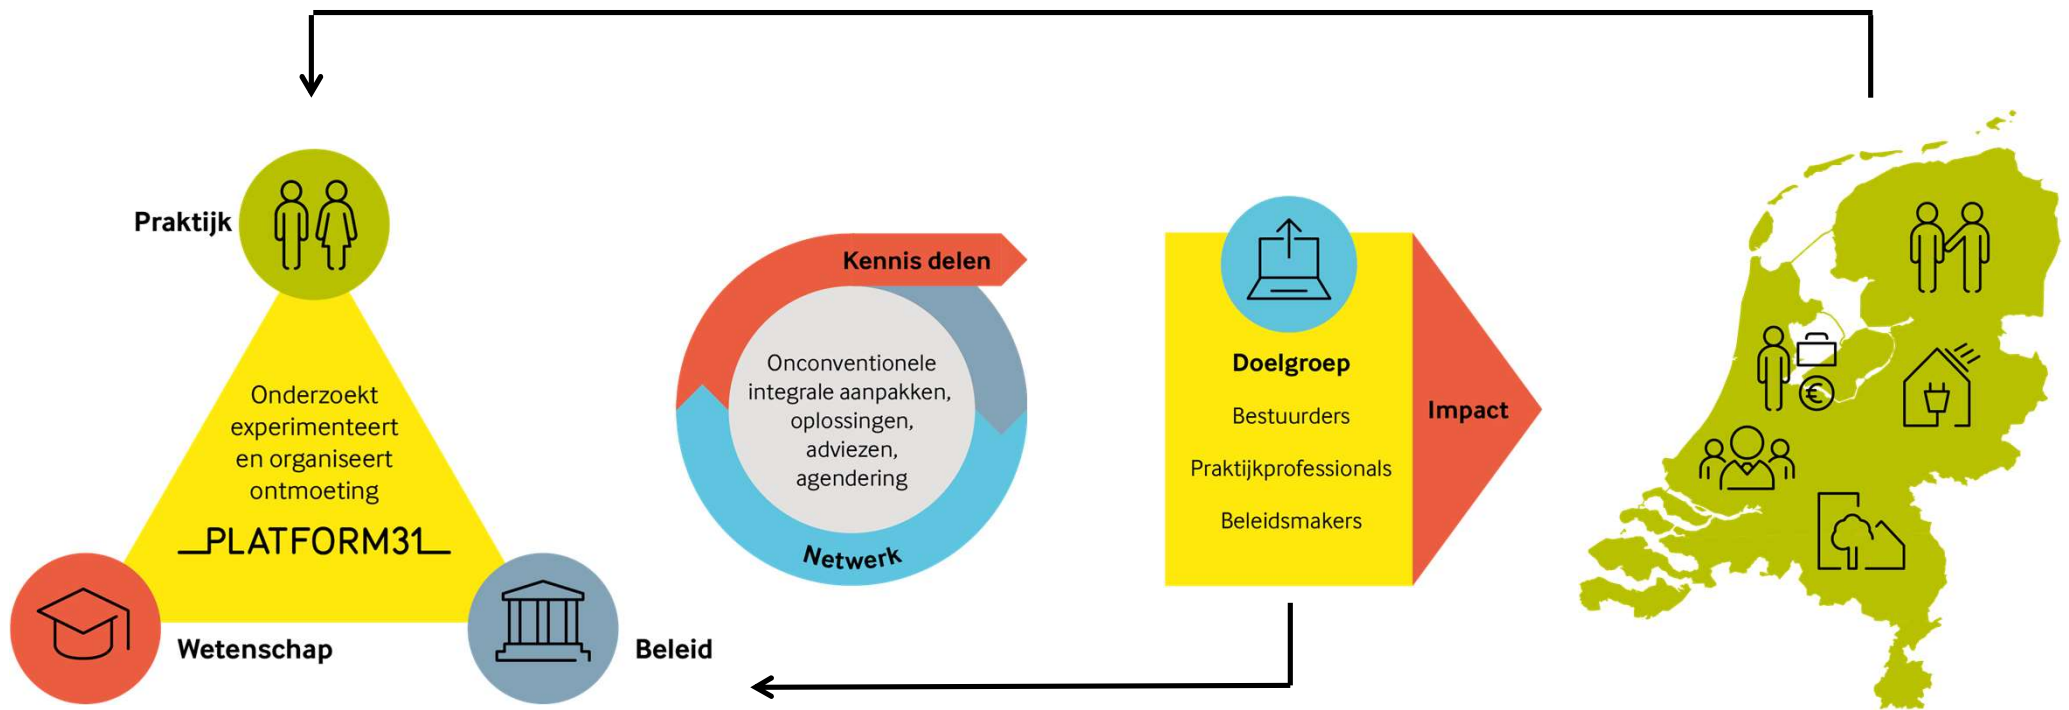 Praktijk
Onderzoekt
experimenteert
en organiseert
ontmoeting
PLATFORM31
Wetenschap
Beleid
Kennis delen
Onconventionele
integrale aanpakken,
oplossingen,
adviezen,
agendering
Netwerk
Doelgroep
Bestuurders
Praktijkprofessionals
Beleidsmakers
Impact
€